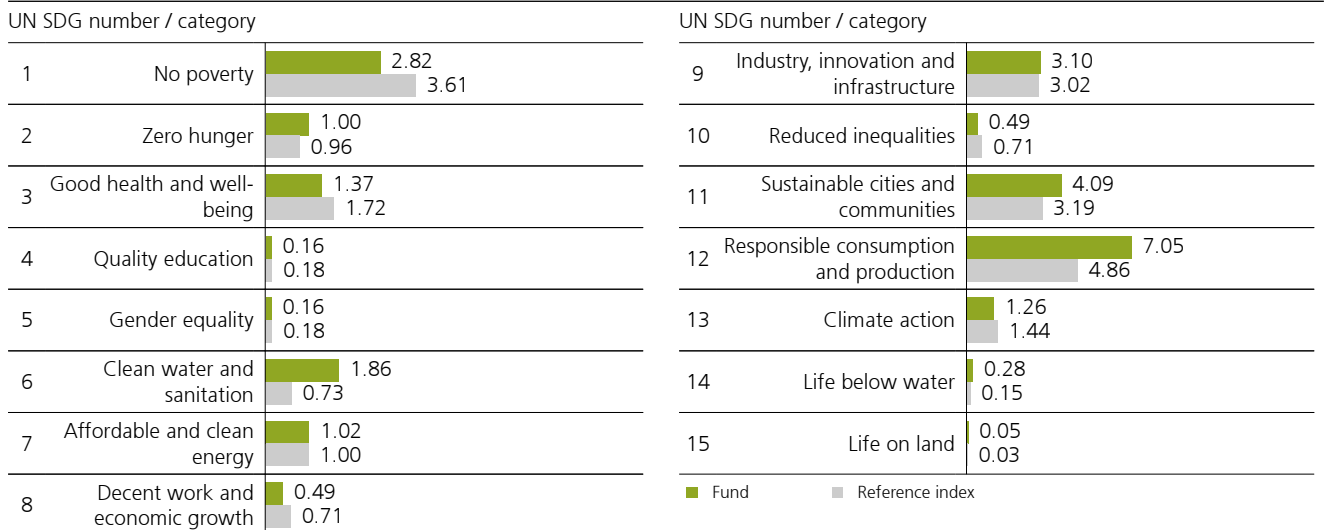 UN SDG number / category
1 No poverty 2.82
3.61
2 Zero hunger 1.00
0.96
3 Good health and well-
being 1.37
1.72
4 Quality education 0.16
0.18
5 Gender equality 0.16
0.18
6 Clean water and
sanitation 1.86
0.73
7 Affordable and clean
energy 1.02
1.00
8 Decent work and
economic growth 0.49
0.71
UN SDG number / category
9 Industry, innovation and
infrastructure 3.10
3.02
10 Reduced inequalities 0.49
0.71
11 Sustainable cities and
communities 4.09
3.19
12 Responsible consumption
and production 7.05
4.86
13 Climate action 1.26
1.44
14 Life below water 0.28
0.15
15 Life on land 0.05
0.03
Fund Reference index